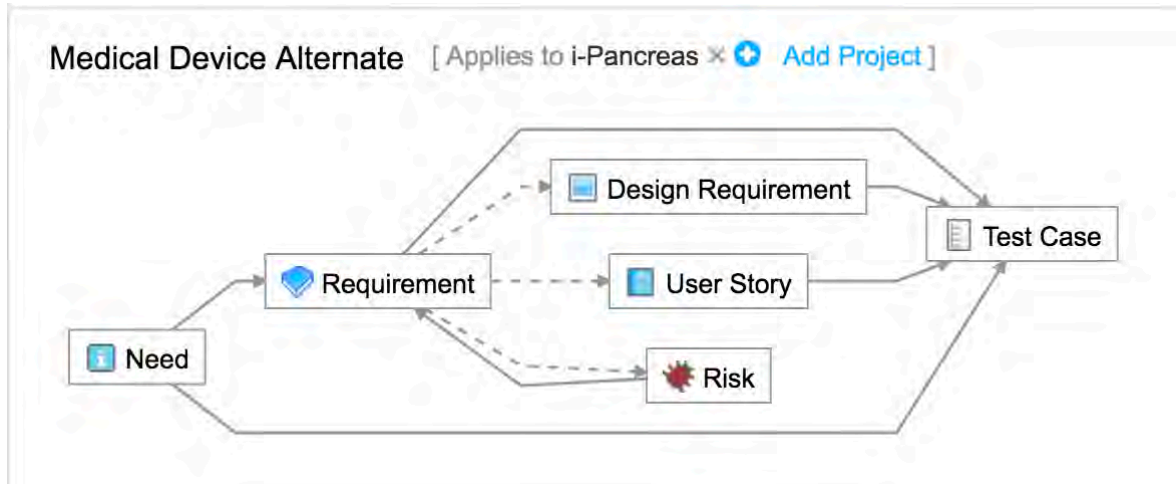 Medical Device Alternate [ Applies to i-Pancreas × Add Project ]
Design Requirement
Test Case
Requirement
User Story
Need
Risk